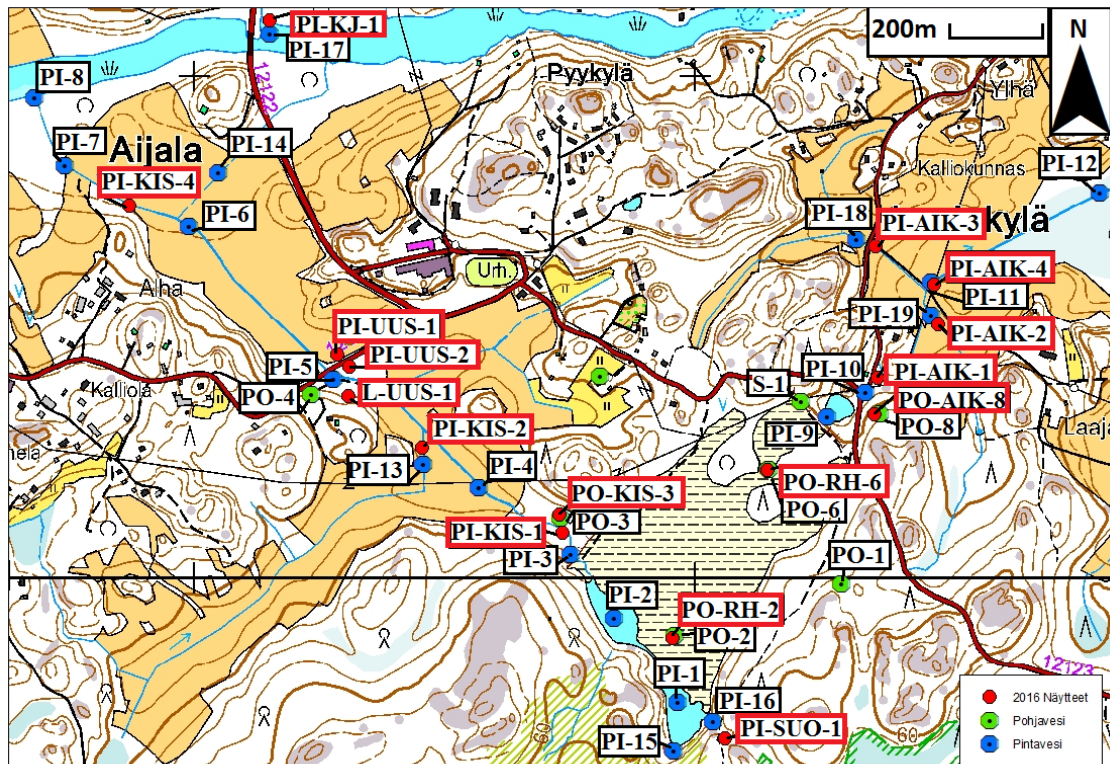 PI-KJ-1
PI-17
200m
N
12122
PI-8
Pyykylä
Ylhä
PI-7
Aijala
PI-14
PI-12
Kalliokunnas
PI-KIS-4
PI-6
PI-18
PI-AIK-3
kylä
Urh.
PI-AIK-4
PI-11
Alha
PI-19
PI-AIK-2
PI-UUS-1
PI-UUS-2
PI-5
PI-10
PI-AIK-1
Kalliola
PO-4
L-UUS-1
S-1
PO-AIK-8
PO-8
Laaja
PI-KIS-2
PI-9
PI-13
PI-4
PO-RH-6
PO-6
PO-KIS-3
PO-3
PI-KIS-1
PI-3
PO-1
PI-2
PO-RH-2
PO-2
12123
PI-1
PI-16
PI-SUO-1
PI-15
60
60
2016 Näytteet
Pohjavesi
Pintavesi